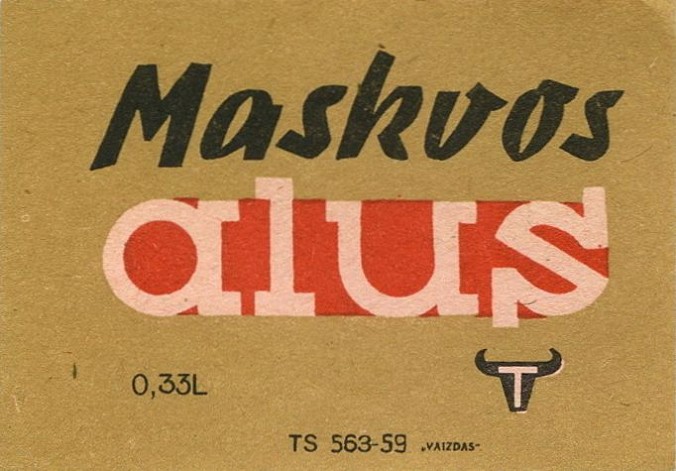 Maskvos
alus
0,33L
T
TS 563-59 „VAIZDAS“